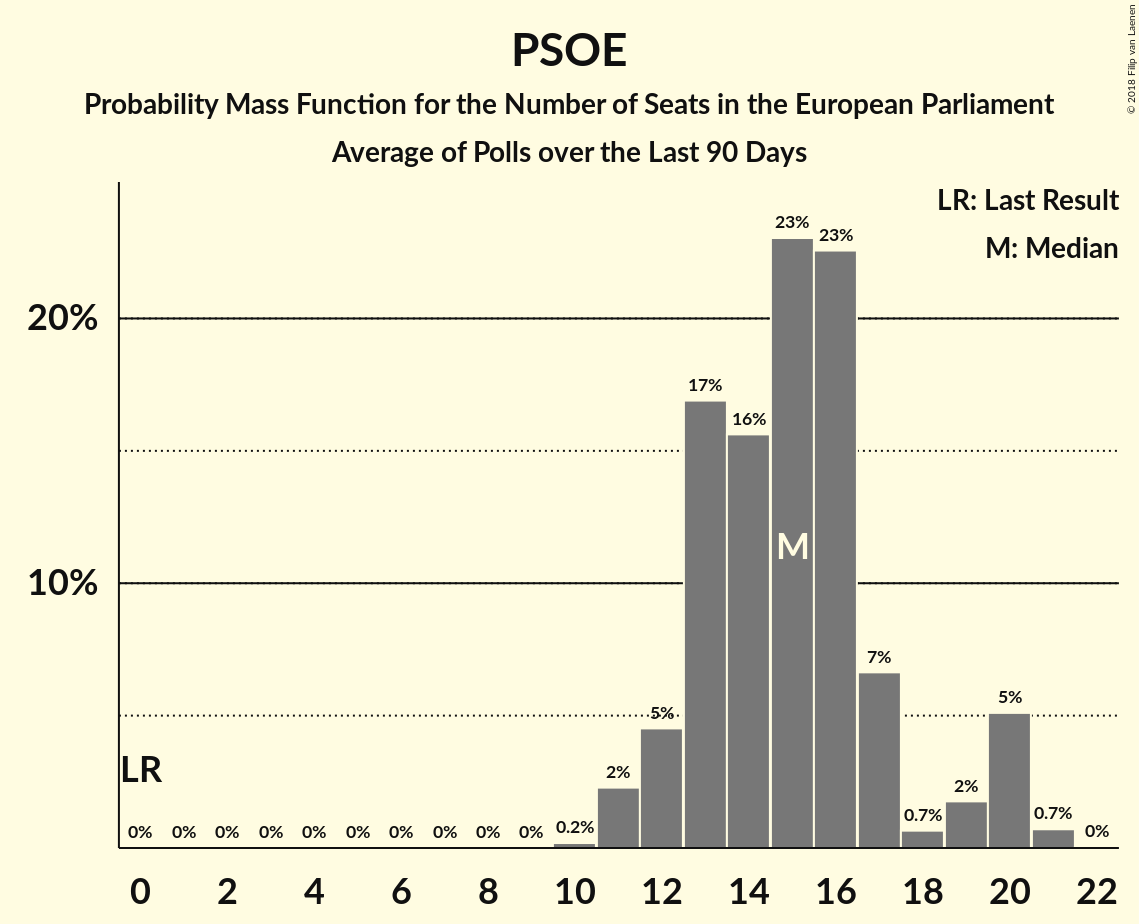 PSOE
Probability Mass Function for the Number of Seats in the European Parliament
Average of Polls over the Last 90 Days
© 2018 Filip van Laenen
LR: Last Result
M: Median
20%
10%
23%
23%
17%
16%
M
7%
5%
5%
LR
2%
2%
0.7%
0.7%
0% 0% 0% 0% 0% 0% 0% 0% 0% 0% 0.2% 0%
0 2 4 6 8 10 12 14 16 18 20 22